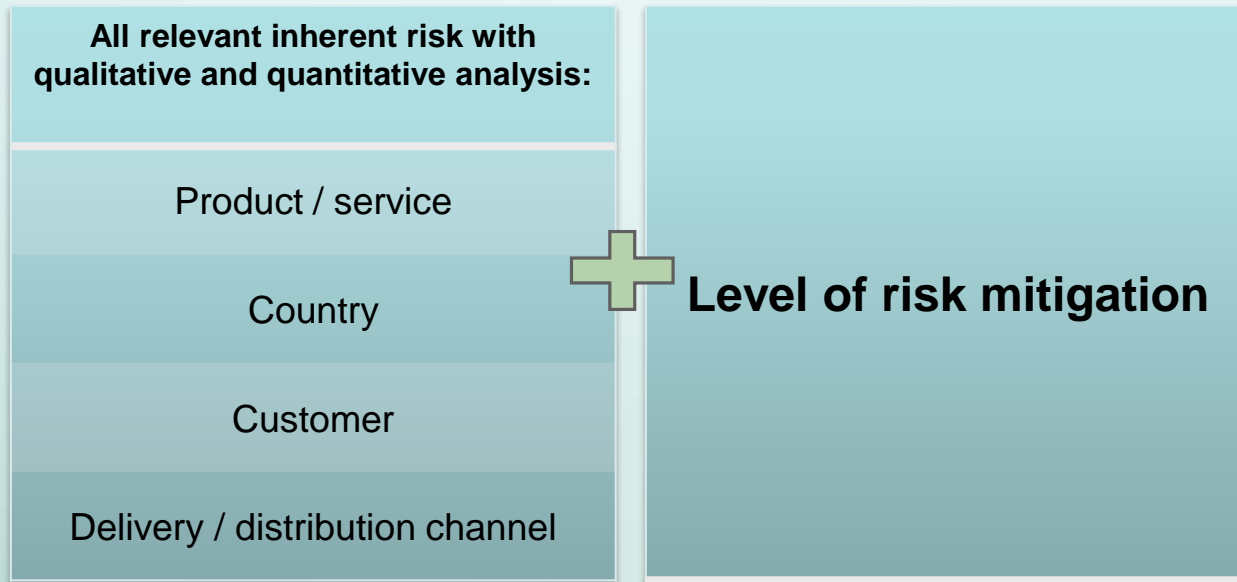 All relevant inherent risk with
qualitative and quantitative analysis:
Product / service
Country
Customer
Delivery / distribution channel
Level of risk mitigation